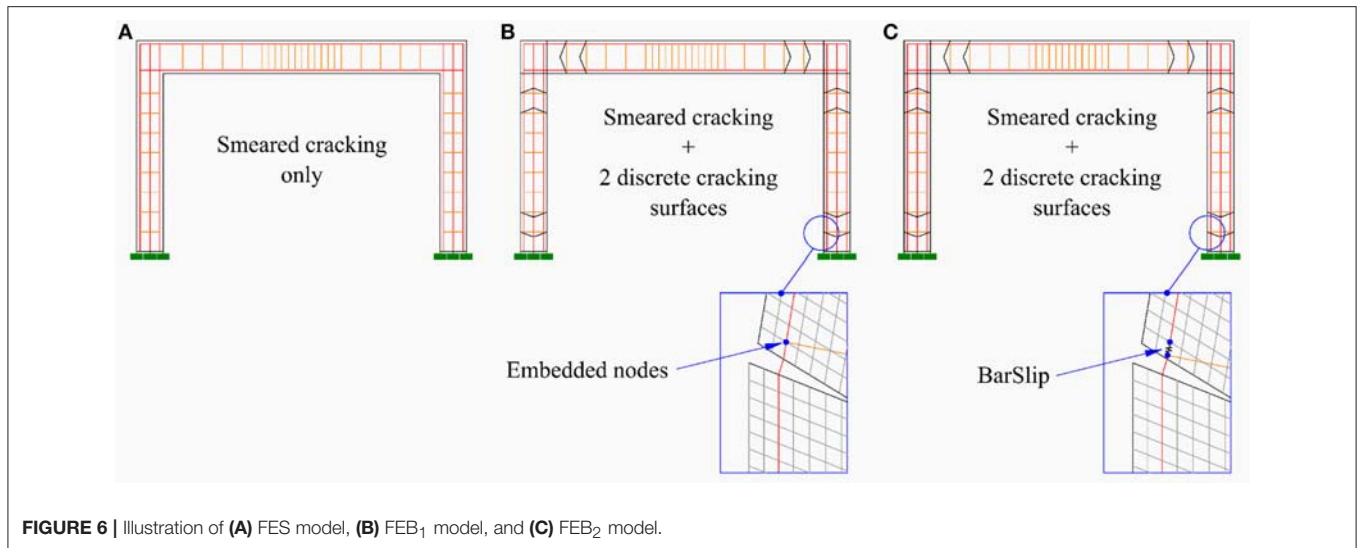 A
B
C
Smeared cracking
only
Smeared cracking
+
2 discrete cracking
surfaces
Smeared cracking
+
2 discrete cracking
surfaces
Embedded nodes
BarSlip
FIGURE 6 | Illustration of (A) FES model, (B) FEB₁ model, and (C) FEB₂ model.